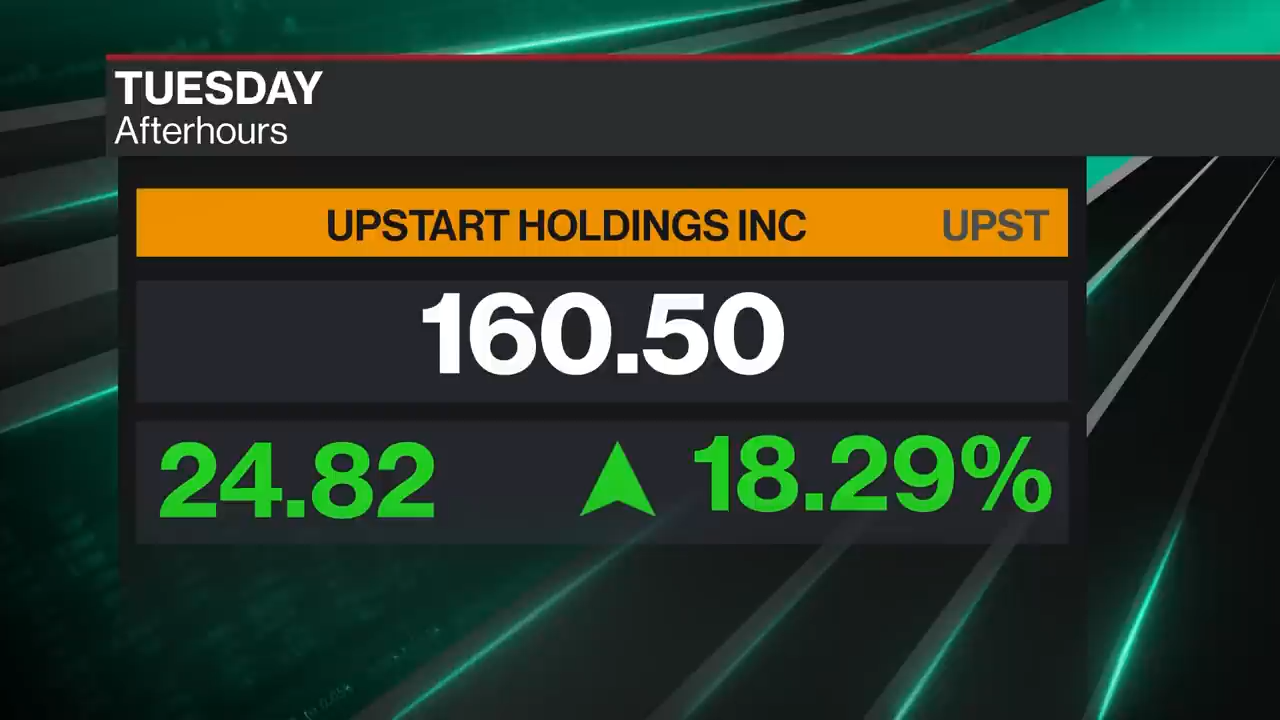 TUESDAY
Afterhours
UPSTART HOLDINGS INC UPST
160.50
24.82 ▲ 18.29%